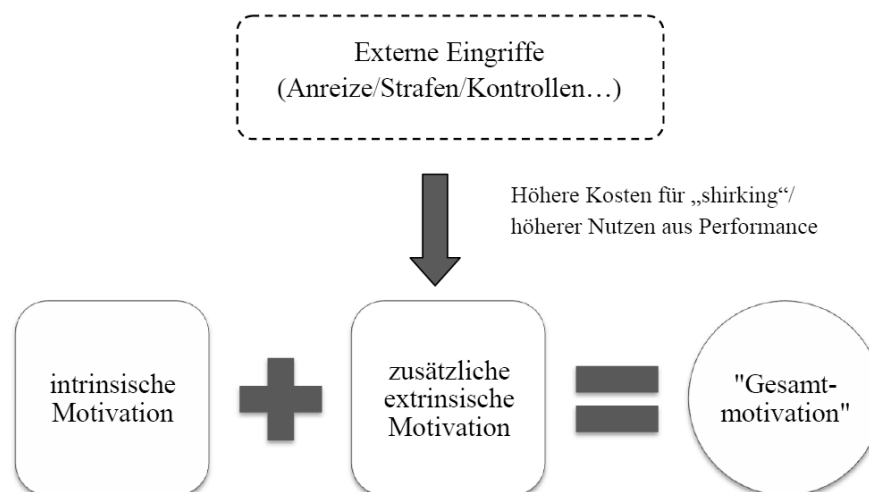 Externe Eingriffe
(Anreize/Strafen/Kontrollen…)
Höhere Kosten für „shirking“/
höherer Nutzen aus Performance
intrinsische
Motivation
zusätzliche
extrinsische
Motivation
"Gesamt-
motivation"